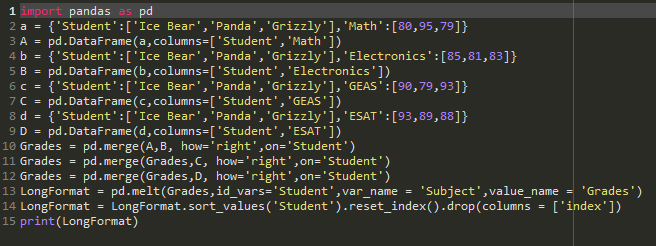 1 import pandas as pd
2 a = {'Student':['Ice Bear','Panda','Grizzly'],'Math':[80,95,79]}
3 A = pd.DataFrame(a,columns=['Student','Math'])
4 b = {'Student':['Ice Bear','Panda','Grizzly'],'Electronics':[85,81,83]}
5 B = pd.DataFrame(b,columns=['Student','Electronics'])
6 c = {'Student':['Ice Bear','Panda','Grizzly'],'GEAS':[90,79,93]}
7 C = pd.DataFrame(c,columns=['Student','GEAS'])
8 d = {'Student':['Ice Bear','Panda','Grizzly'],'ESAT':[93,89,88]}
9 D = pd.DataFrame(d,columns=['Student','ESAT'])
10 Grades = pd.merge(A,B, how='right',on='Student')
11 Grades = pd.merge(Grades,C, how='right',on='Student')
12 Grades = pd.merge(Grades,D, how='right',on='Student')
13 LongFormat = pd.melt(Grades,id_vars='Student',var_name = 'Subject',value_name = 'Grades')
14 LongFormat = LongFormat.sort_values('Student').reset_index().drop(columns = ['index'])
15 print(LongFormat)